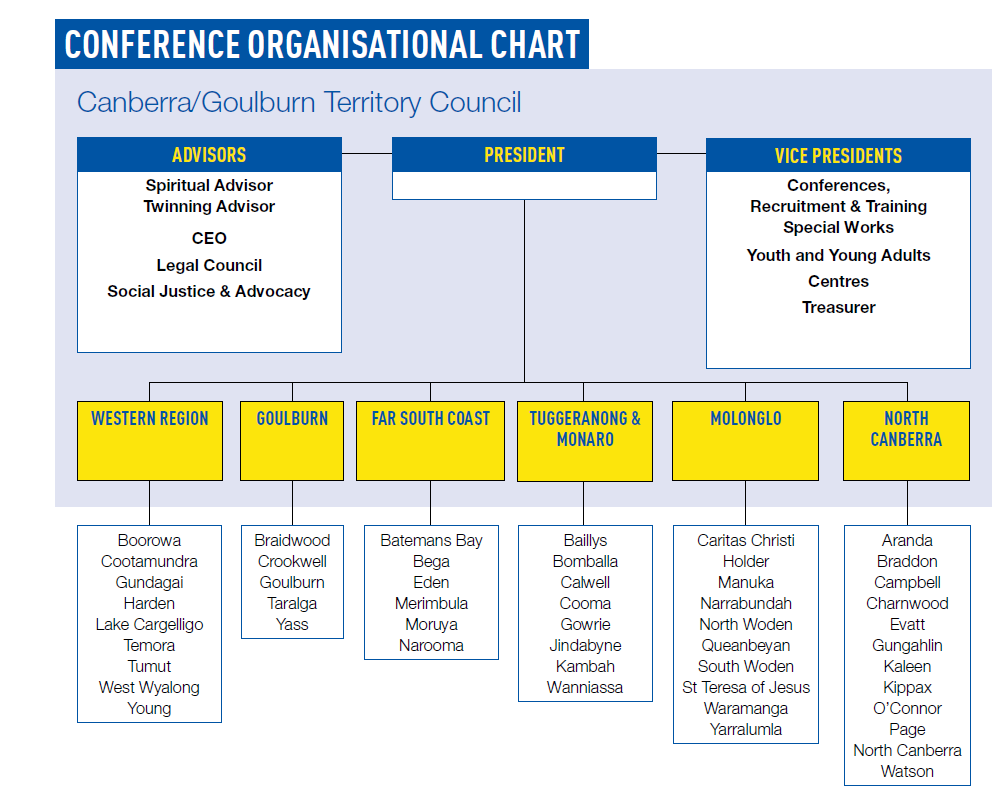 CONFERENCE ORGANISATIONAL CHART
Canberra/Goulburn Territory Council
ADVISORS
Spiritual Advisor
Twinning Advisor
CEO
Legal Council
Social Justice & Advocacy
PRESIDENT
VICE PRESIDENTS
Conferences,
Recruitment & Training
Special Works
Youth and Young Adults
Centres
Treasurer
WESTERN REGION
Boorowa
Cootamundra
Gundagai
Harden
Lake Cargelligo
Temora
Tumut
West Wyalong
Young
GOULBURN
Braidwood
Crookwell
Goulburn
Taralga
Yass
FAR SOUTH COAST
Batemans Bay
Bega
Eden
Merimbula
Moruya
Narooma
TUGGERANONG &
MONARO
Baillys
Bomballa
Calwell
Cooma
Gowrie
Jindabyne
Kambah
Wanniassa
MOLONGLO
Caritas Christi
Holder
Manuka
Narrabundah
North Woden
Queanbeyan
South Woden
St Teresa of Jesus
Waramanga
Yarralumla
NORTH
CANBERRA
Aranda
Braddon
Campbell
Charnwood
Evatt
Gungahlin
Kaleen
Kippax
O’Connor
Page
North Canberra
Watson